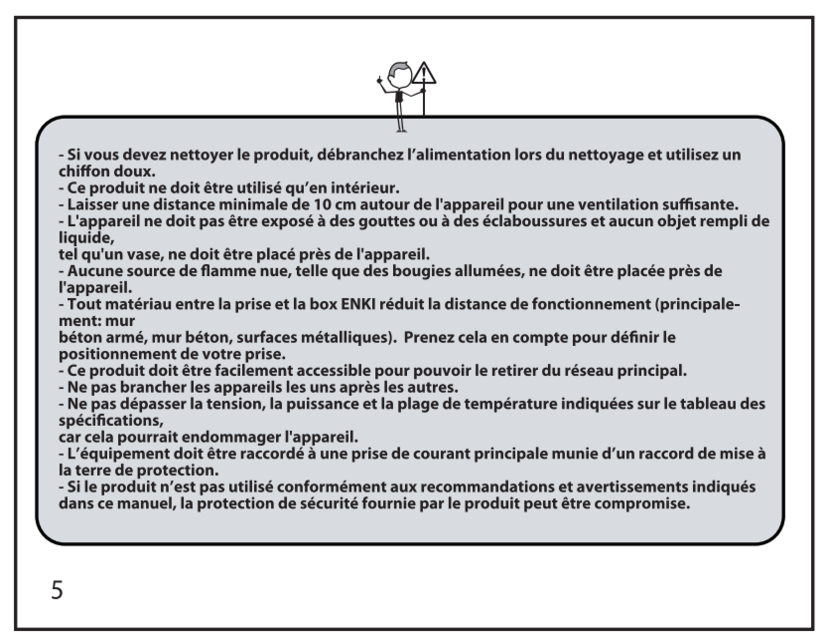 - Si vous devez nettoyer le produit, débranchez l’alimentation lors du nettoyage et utilisez un
chiffon doux.
- Ce produit ne doit être utilisé qu’en intérieur.
- Laisser une distance minimale de 10 cm autour de l'appareil pour une ventilation suffisante.
- L'appareil ne doit pas être exposé à des gouttes ou à des éclaboussures et aucun objet rempli de
liquide,
tel qu'un vase, ne doit être placé près de l'appareil.
- Aucune source de flamme nue, telle que des bougies allumées, ne doit être placée près de
l'appareil.
- Tout matériau entre la prise et la box ENKI réduit la distance de fonctionnement (principale-
ment: mur
béton armé, mur béton, surfaces métalliques).  Prenez cela en compte pour définir le
positionnement de votre prise.
- Ce produit doit être facilement accessible pour pouvoir le retirer du réseau principal.
- Ne pas brancher les appareils les uns après les autres.
- Ne pas dépasser la tension, la puissance et la plage de température indiquées sur le tableau des
spécifications,
car cela pourrait endommager l'appareil.
- L’équipement doit être raccordé à une prise de courant principale munie d’un raccord de mise à
la terre de protection.
- Si le produit n’est pas utilisé conformément aux recommandations et avertissements indiqués
dans ce manuel, la protection de sécurité fournie par le produit peut être compromise.
5